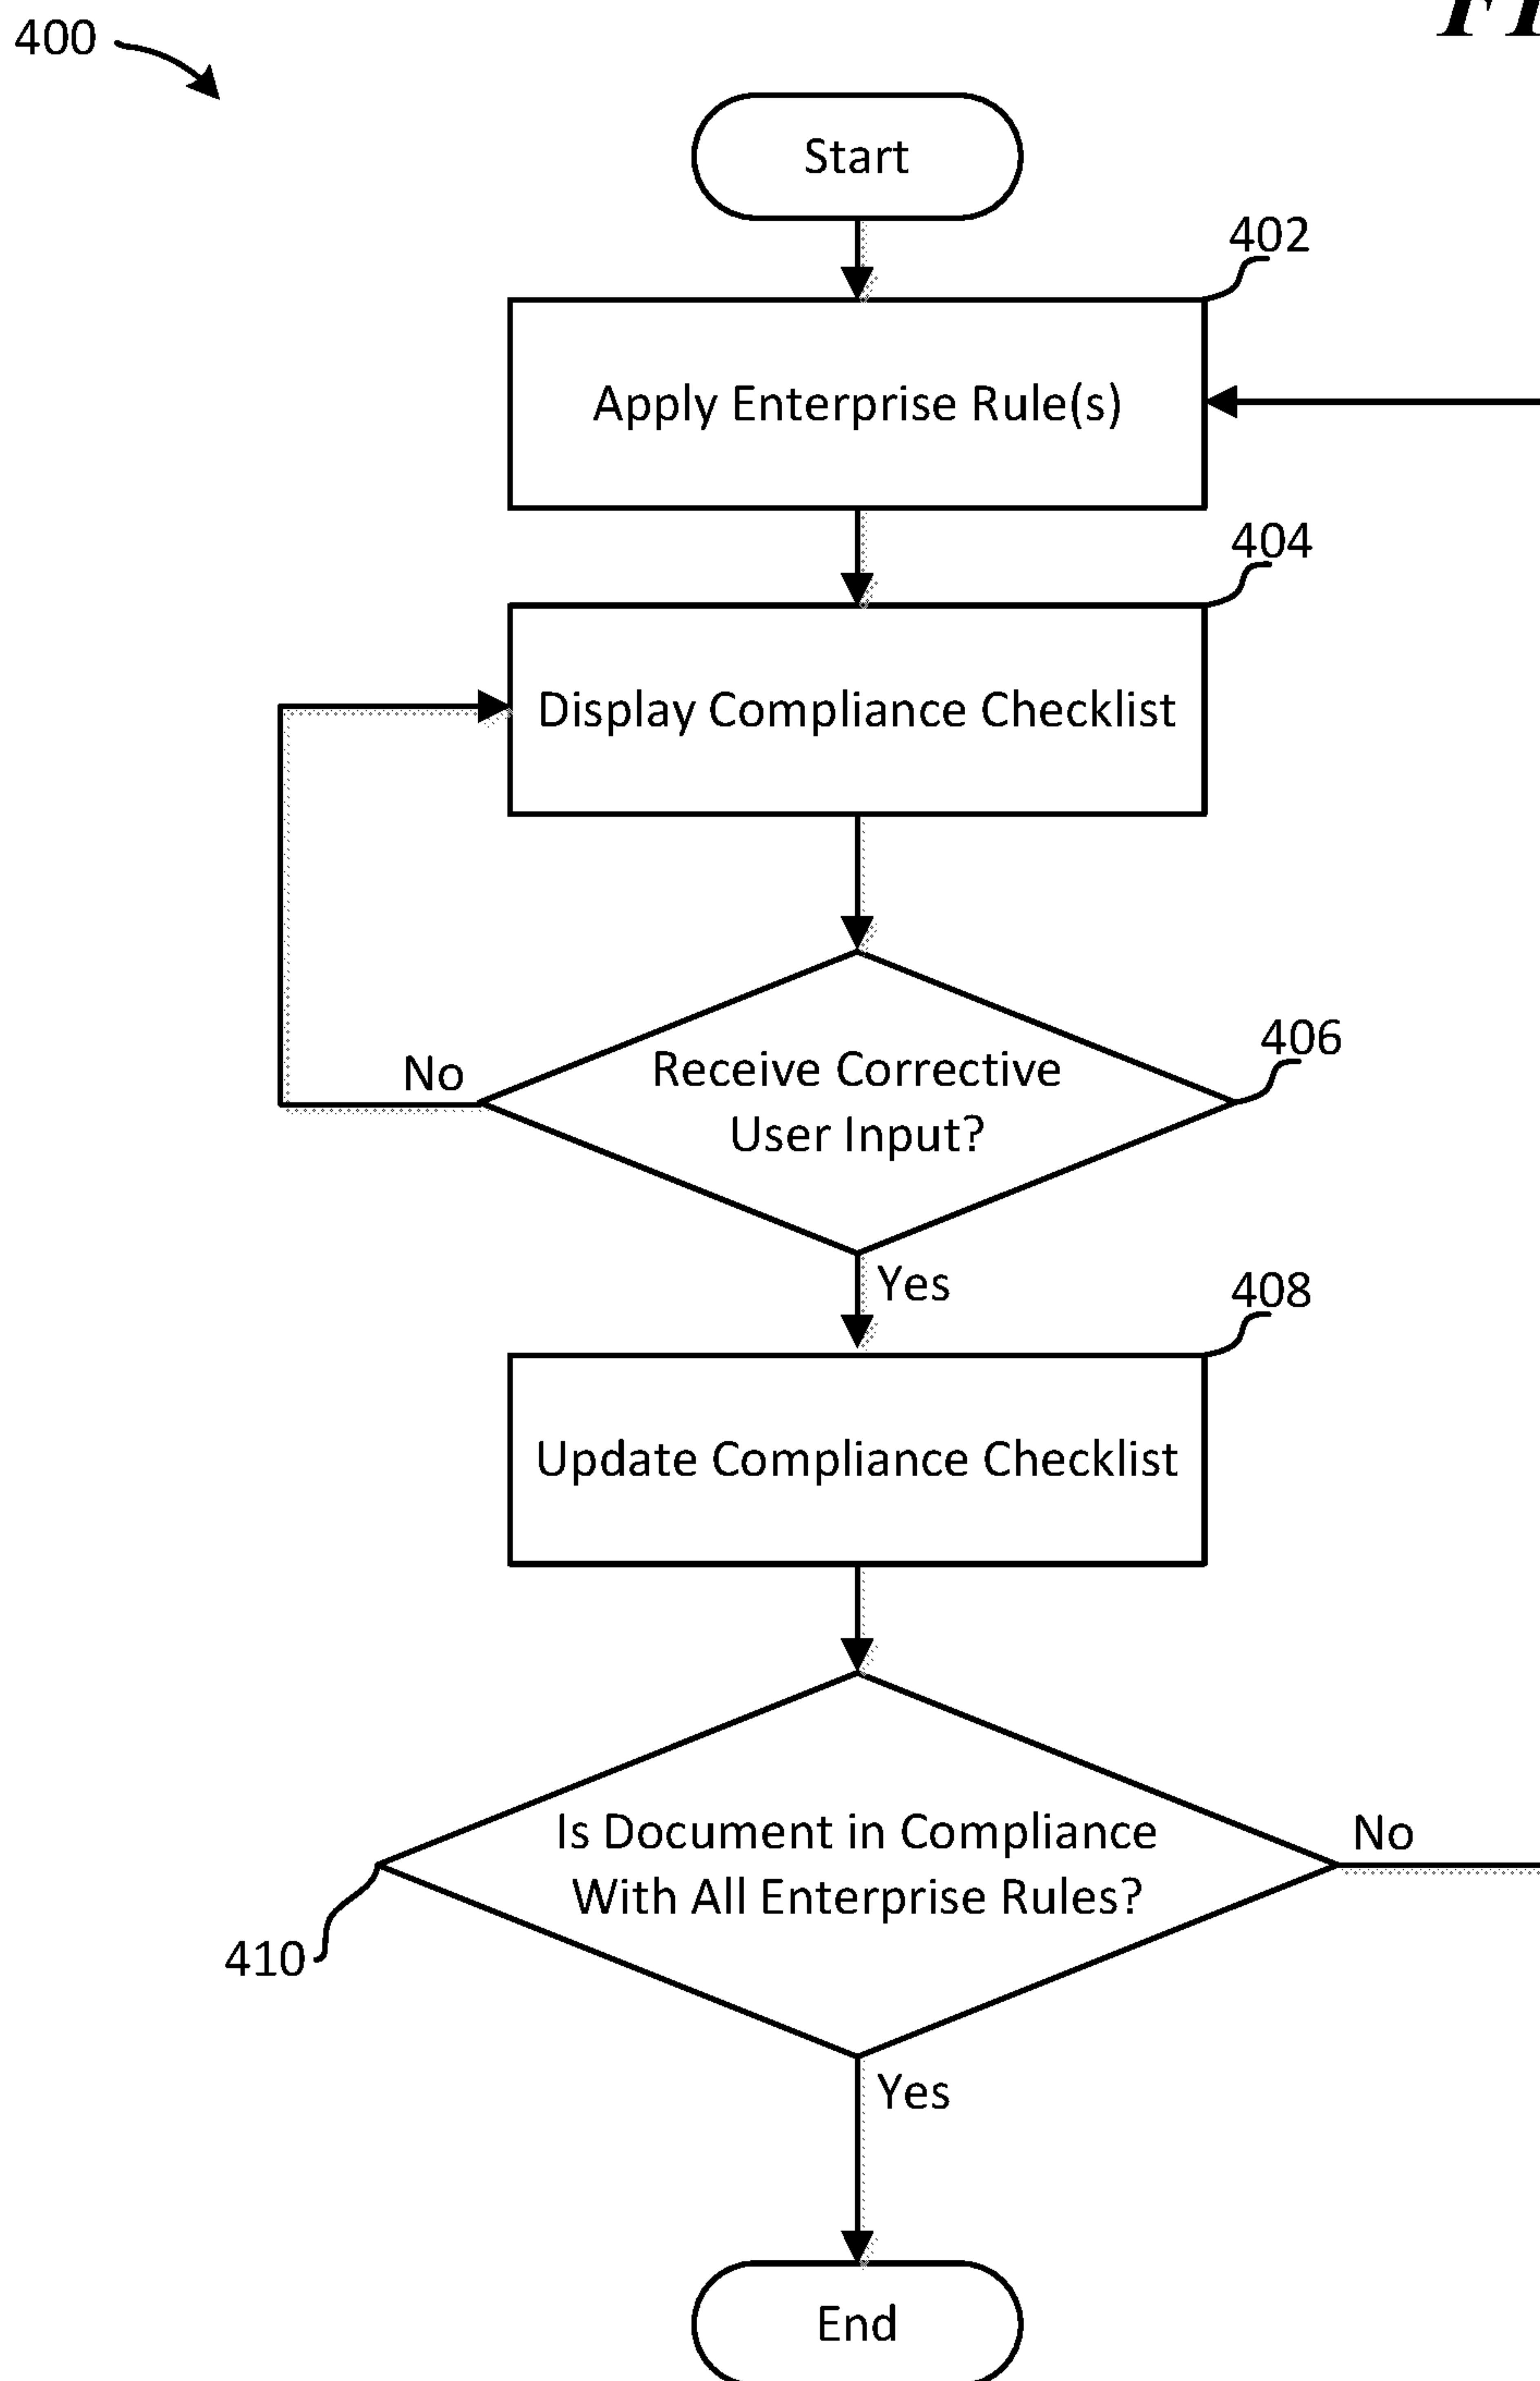 400
Start
402
Apply Enterprise Rule(s)
404
Display Compliance Checklist
406
No
Receive Corrective
User Input?
Yes
408
Update Compliance Checklist
Is Document in Compliance
With All Enterprise Rules?
No
410
Yes
End